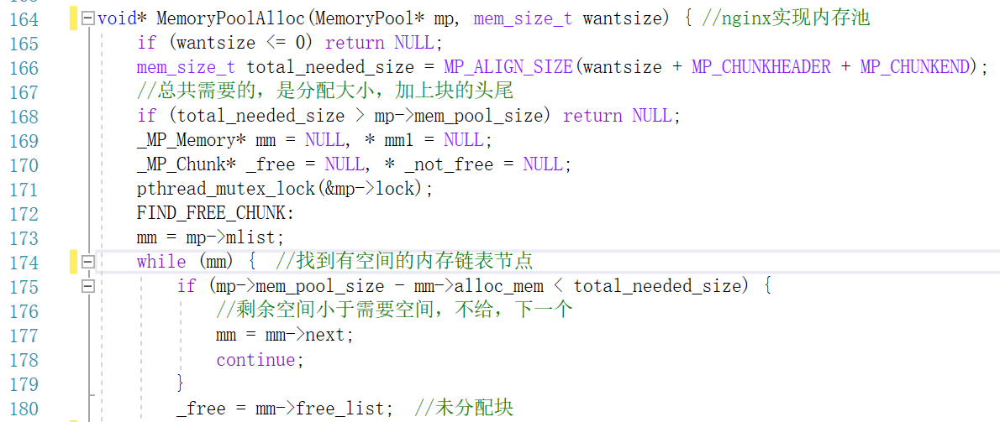 164 void* MemoryPoolAlloc(MemoryPool* mp, mem_size_t wantsize) { //nginx实现内存池
165 if (wantsize <= 0) return NULL;
166 mem_size_t total_needed_size = MP_ALIGN_SIZE(wantsize + MP_CHUNKHEADER + MP_CHUNKEND);
167 //总共需要的，是分配大小，加上块的头尾
168 if (total_needed_size > mp->mem_pool_size) return NULL;
169 _MP_Memory* mm = NULL, * mm1 = NULL;
170 _MP_Chunk* _free = NULL, * _not_free = NULL;
171 pthread_mutex_lock(&mp->lock);
172 FIND_FREE_CHUNK:
173 mm = mp->mlist;
174 while (mm) { //找到有空间的内存链表节点
175 if (mp->mem_pool_size - mm->alloc_mem < total_needed_size) {
176 //剩余空间小于需要空间，不给，下一个
177 mm = mm->next;
178 continue;
179 }
180 _free = mm->free_list; //未分配块